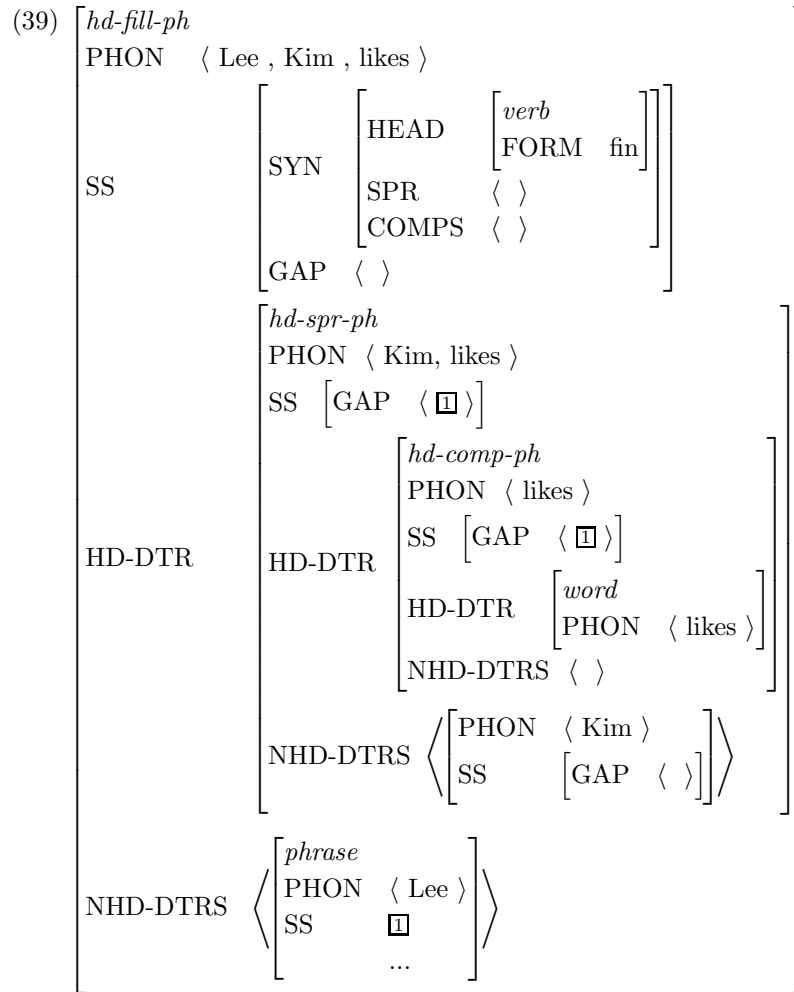 (39) hd-fill-ph
PHON ⟨ Lee , Kim , likes ⟩
SS SYN HEAD verb
FORM fin
SPR ⟨ ⟩
COMPS ⟨ ⟩
GAP ⟨ ⟩
HD-DTR hd-spr-ph
PHON ⟨ Kim, likes ⟩
SS [GAP ⟨ 1 ⟩]
HD-DTR hd-comp-ph
PHON ⟨ likes ⟩
SS [GAP ⟨ 1 ⟩]
HD-DTR word
PHON ⟨ likes ⟩
NHD-DTRS ⟨ ⟩
NHD-DTRS ⟨ PHON ⟨ Kim ⟩
SS [GAP ⟨ ⟩] ⟩
NHD-DTRS ⟨ phrase
PHON ⟨ Lee ⟩
SS 1
... ⟩